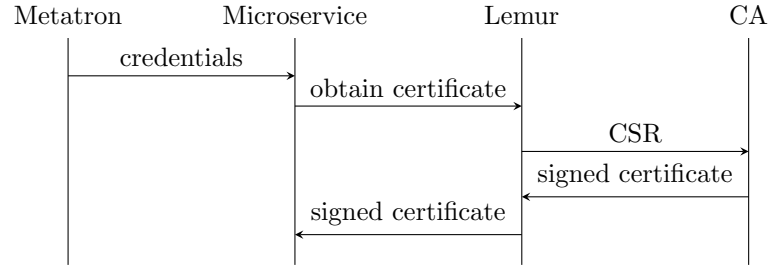 Metatron Microservice Lemur CA
credentials
obtain certificate
CSR
signed certificate
signed certificate